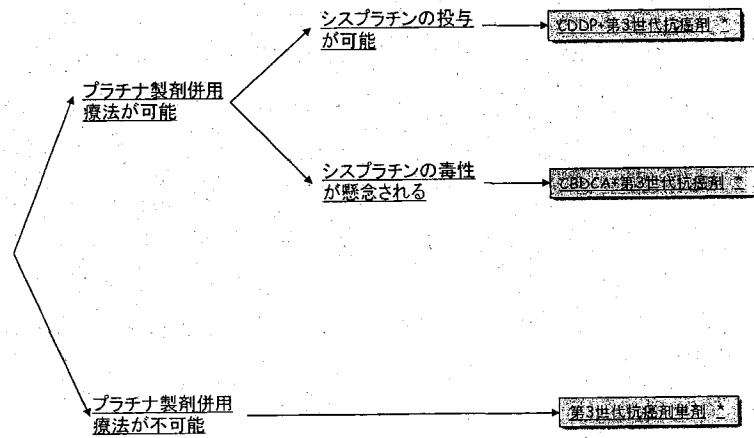 シスプラチンの投与
が可能
CDDP+第3世代抗癌剤 *
プラチナ製剤併用
療法が可能
シスプラチンの毒性
が懸念される
CBDCA+第3世代抗癌剤 *
プラチナ製剤併用
療法が不可能
第3世代抗癌剤単剤 *